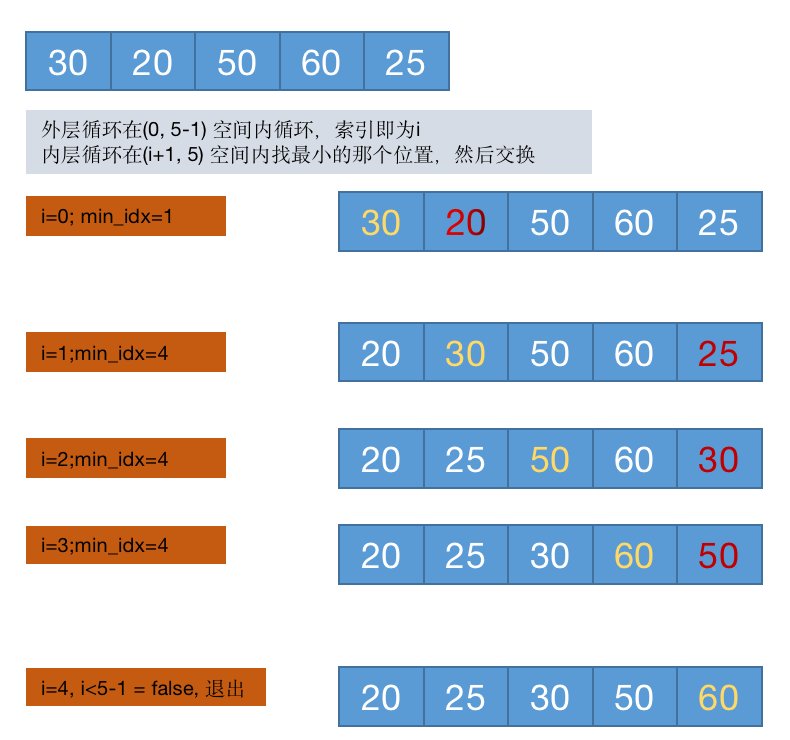 30 20 50 60 25
外层循环在(0, 5-1) 空间内循环，索引即为i
内层循环在(i+1, 5) 空间内找最小的那个位置，然后交换
i=0; min_idx=1
30 20 50 60 25
i=1;min_idx=4
20 30 50 60 25
i=2;min_idx=4
20 25 50 60 30
i=3;min_idx=4
20 25 30 60 50
i=4, i<5-1 = false, 退出
20 25 30 50 60